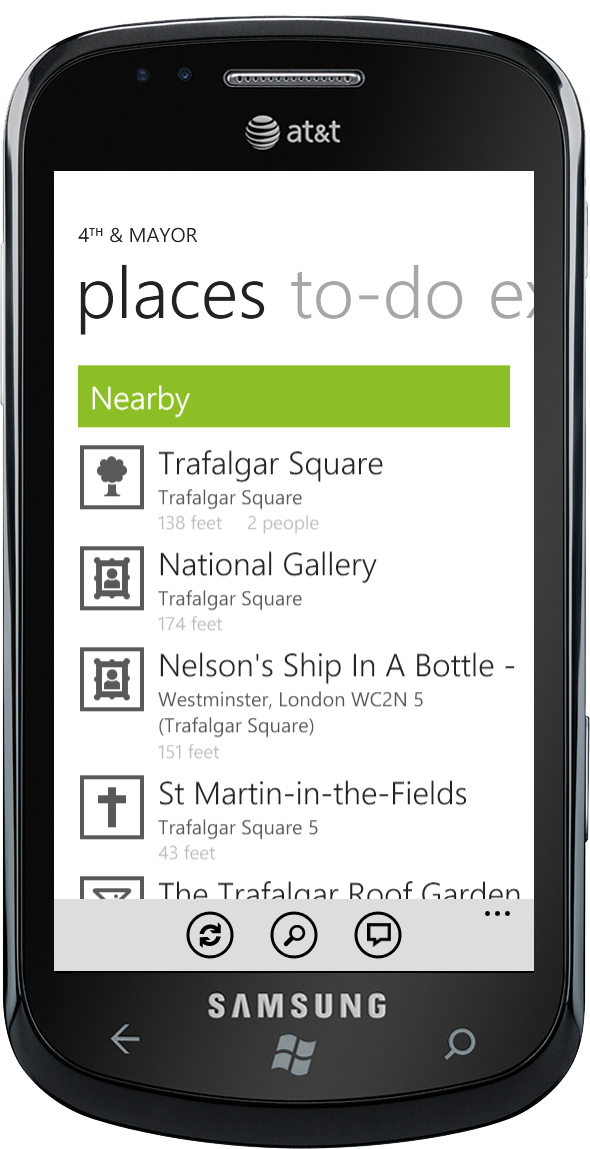 at&t
4TH & MAYOR
places to-do ex
Nearby
Trafalgar Square
Trafalgar Square
138 feet 2 people
National Gallery
Trafalgar Square
174 feet
Nelson's Ship In A Bottle -
Westminster, London WC2N 5
(Trafalgar Square)
151 feet
St Martin-in-the-Fields
Trafalgar Square 5
43 feet
The Trafalgar Roof Garden
SAMSUNG